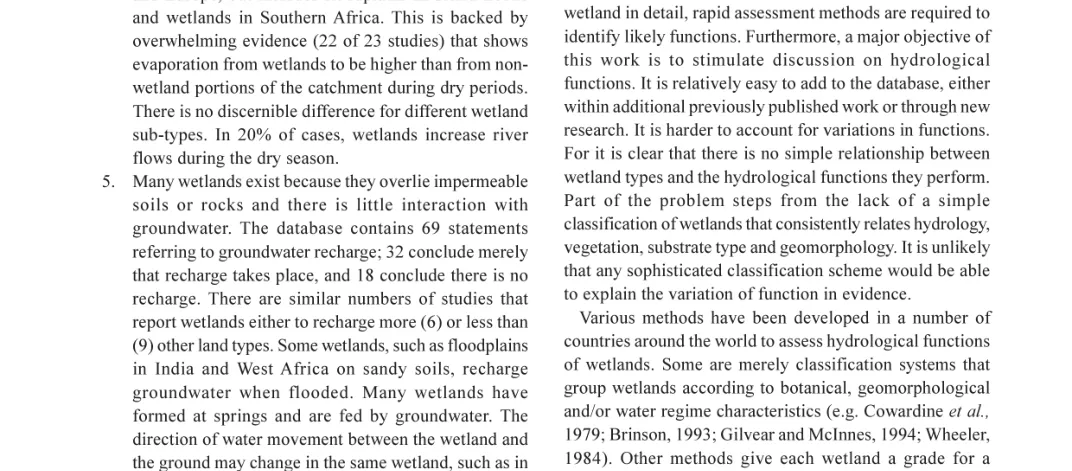 and wetlands in Southern Africa. This is backed by
overwhelming evidence (22 of 23 studies) that shows
evaporation from wetlands to be higher than from non-
wetland portions of the catchment during dry periods.
There is no discernible difference for different wetland
sub-types. In 20% of cases, wetlands increase river
flows during the dry season.
5. Many wetlands exist because they overlie impermeable
soils or rocks and there is little interaction with
groundwater. The database contains 69 statements
referring to groundwater recharge; 32 conclude merely
that recharge takes place, and 18 conclude there is no
recharge. There are similar numbers of studies that
report wetlands either to recharge more (6) or less than
(9) other land types. Some wetlands, such as floodplains
in India and West Africa on sandy soils, recharge
groundwater when flooded. Many wetlands have
formed at springs and are fed by groundwater. The
direction of water movement between the wetland and
the ground may change in the same wetland, such as in
wetland in detail, rapid assessment methods are required to
identify likely functions. Furthermore, a major objective of
this work is to stimulate discussion on hydrological
functions. It is relatively easy to add to the database, either
within additional previously published work or through new
research. It is harder to account for variations in functions.
For it is clear that there is no simple relationship between
wetland types and the hydrological functions they perform.
Part of the problem steps from the lack of a simple
classification of wetlands that consistently relates hydrology,
vegetation, substrate type and geomorphology. It is unlikely
that any sophisticated classification scheme would be able
to explain the variation of function in evidence.
Various methods have been developed in a number of
countries around the world to assess hydrological functions
of wetlands. Some are merely classification systems that
group wetlands according to botanical, geomorphological
and/or water regime characteristics (e.g. Cowardine et al.,
1979; Brinson, 1993; Gilvear and McInnes, 1994; Wheeler,
1984). Other methods give each wetland a grade for a